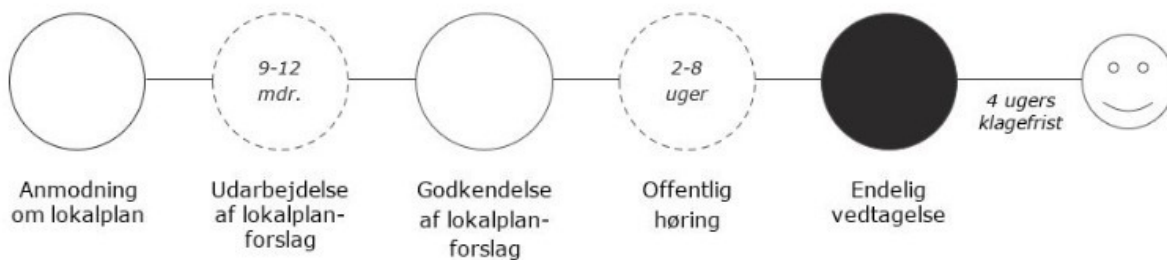 9-12
mdr.
2-8
uger
4 ugers
klagefrist
Anmodning
om lokalplan
Udarbejdelse
af lokalplan-
forslag
Godkendelse
af lokalplan-
forslag
Offentlig
høring
Endelig
vedtagelse